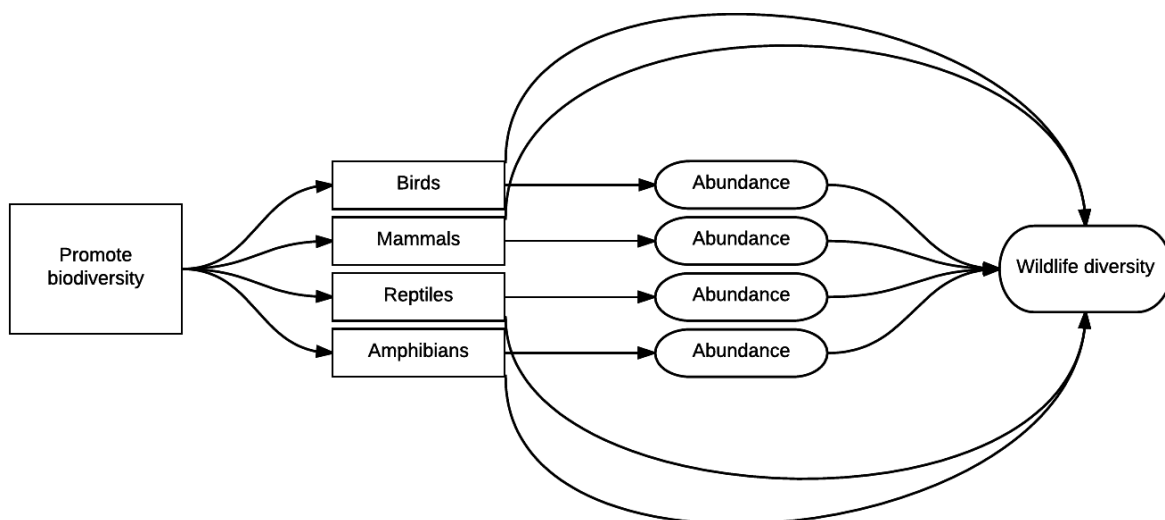 Promote
biodiversity
Birds
Mammals
Reptiles
Amphibians
Abundance
Abundance
Abundance
Abundance
Wildlife diversity